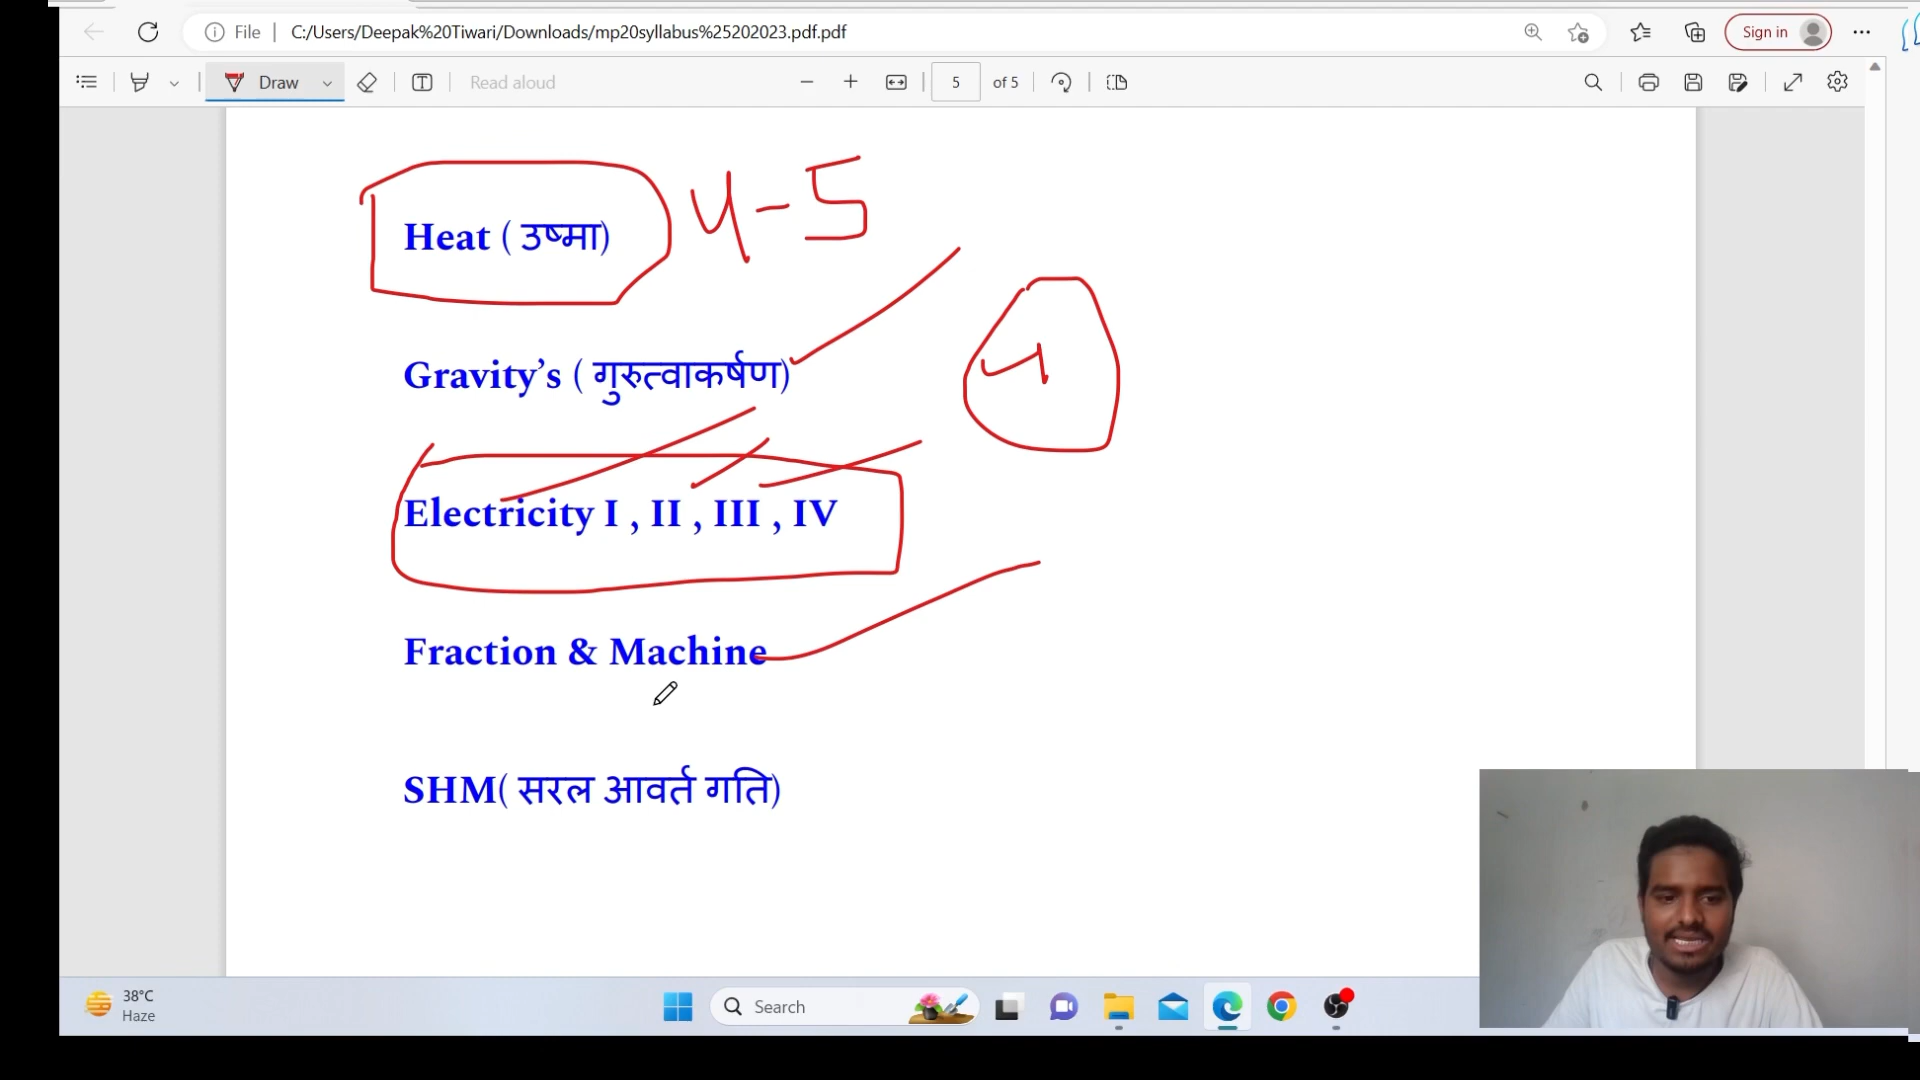 File C:/Users/Deepak%20Tiwari/Downloads/mp20syllabus%25202023.pdf.pdf Sign in
Draw Read aloud 5 of 5
Heat ( उष्मा) 4-5
Gravity’s ( गुरुत्वाकर्षण) 4
Electricity I , II , III , IV
Fraction & Machine
SHM( सरल आवर्त गति)
38°C
Haze
Search